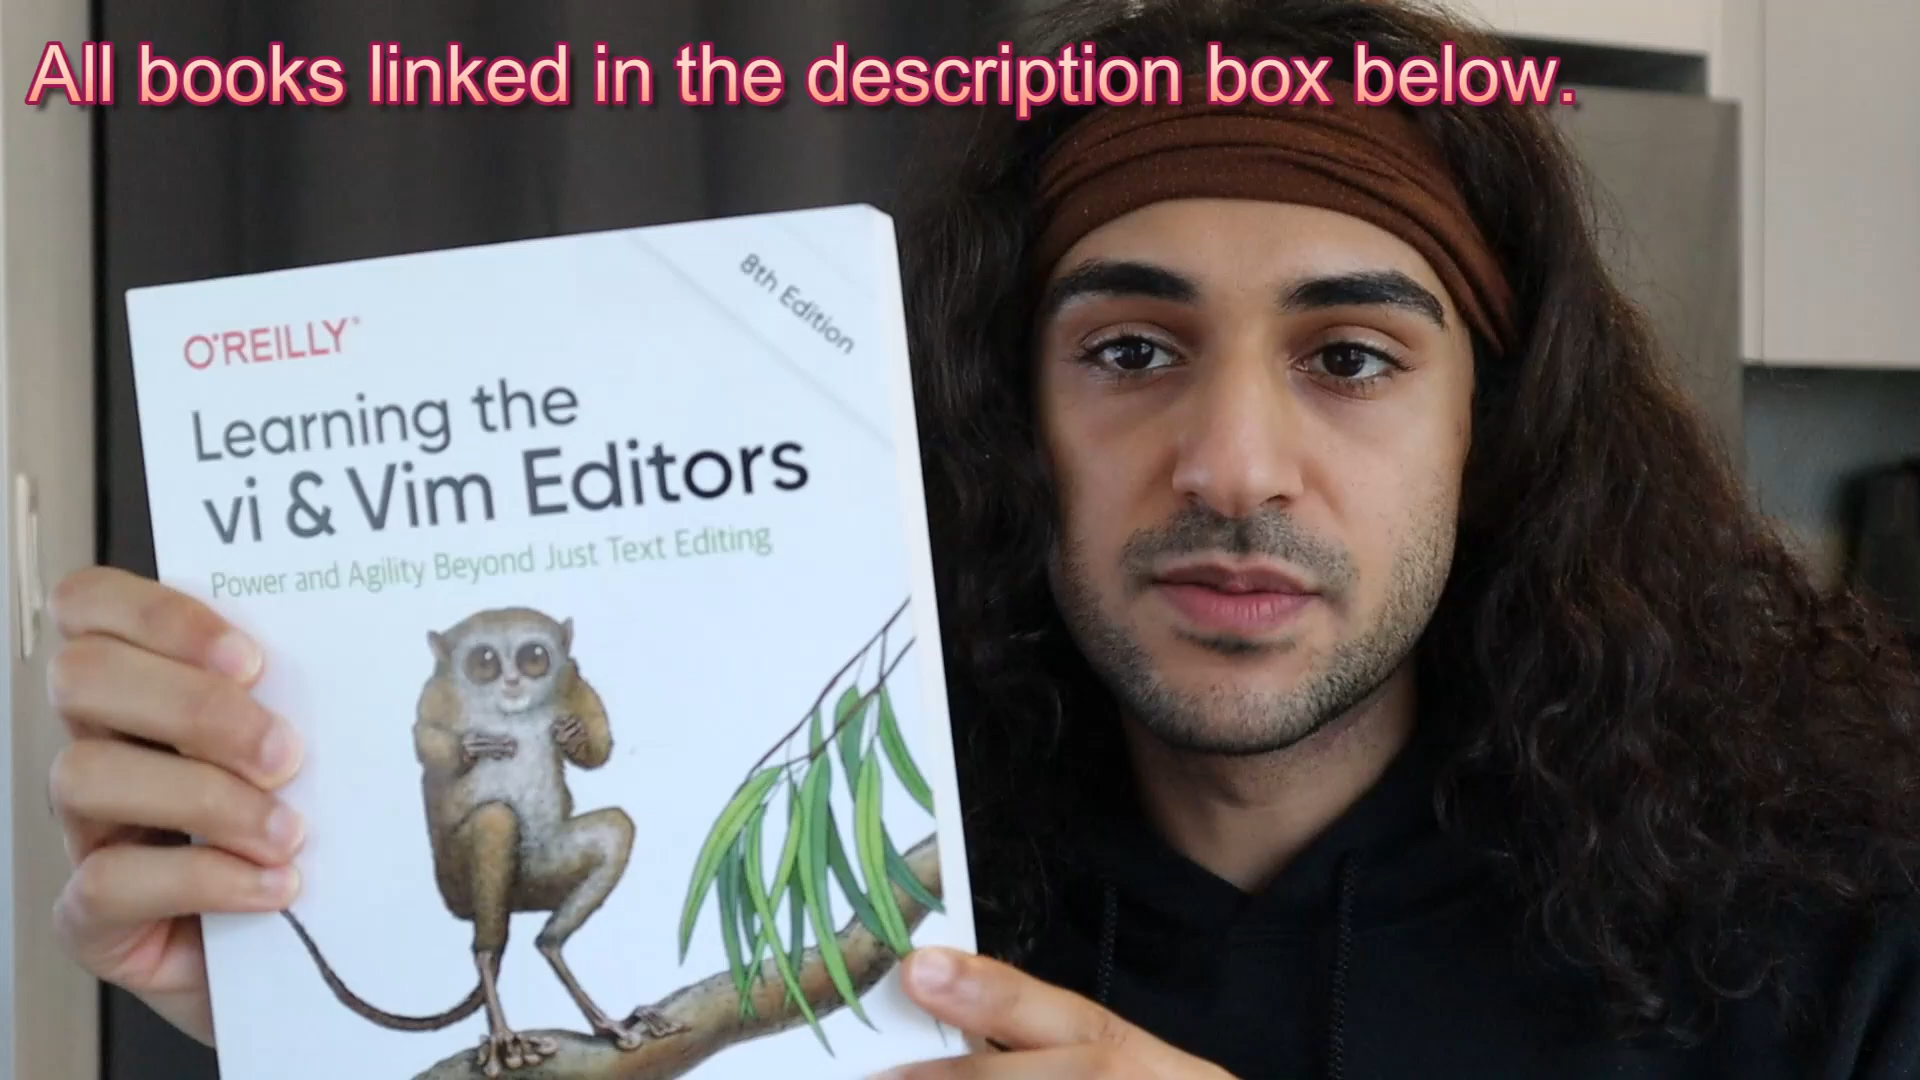 All books linked in the description box below.
8th Edition
O'REILLY®
Learning the
vi & Vim Editors
Power and Agility Beyond Just Text Editing